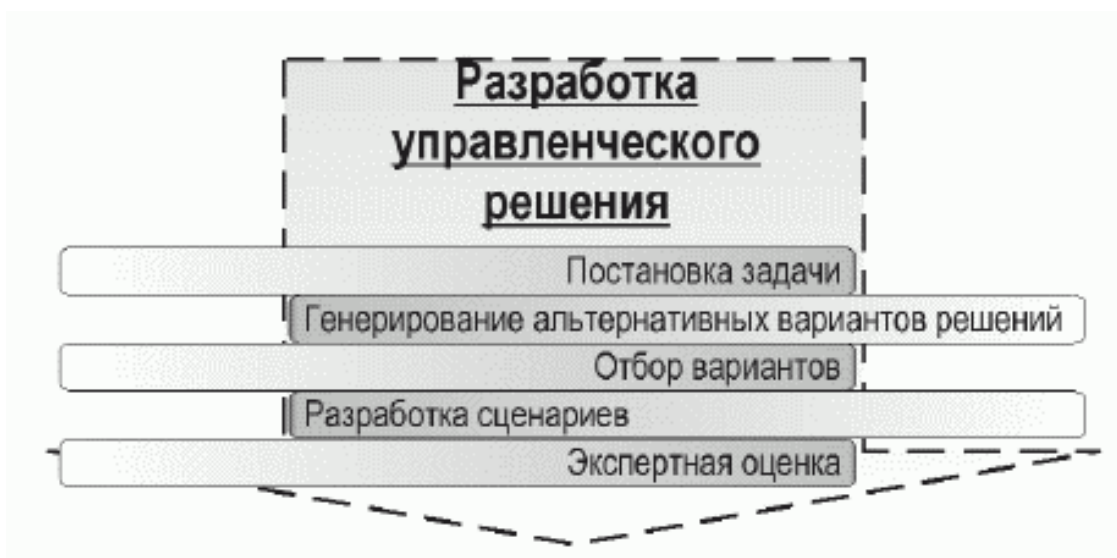 Разработка
управленческого
решения
Постановка задачи
Генерирование альтернативных вариантов решений
Отбор вариантов
Разработка сценариев
Экспертная оценка